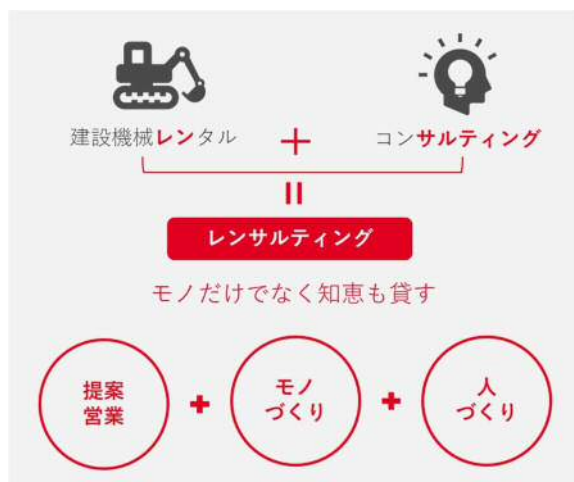 建設機械レンタル + コンサルティング
=
レンサルティング
モノだけでなく知恵も貸す
提案
営業
+
モノ
づくり
+
人
づくり